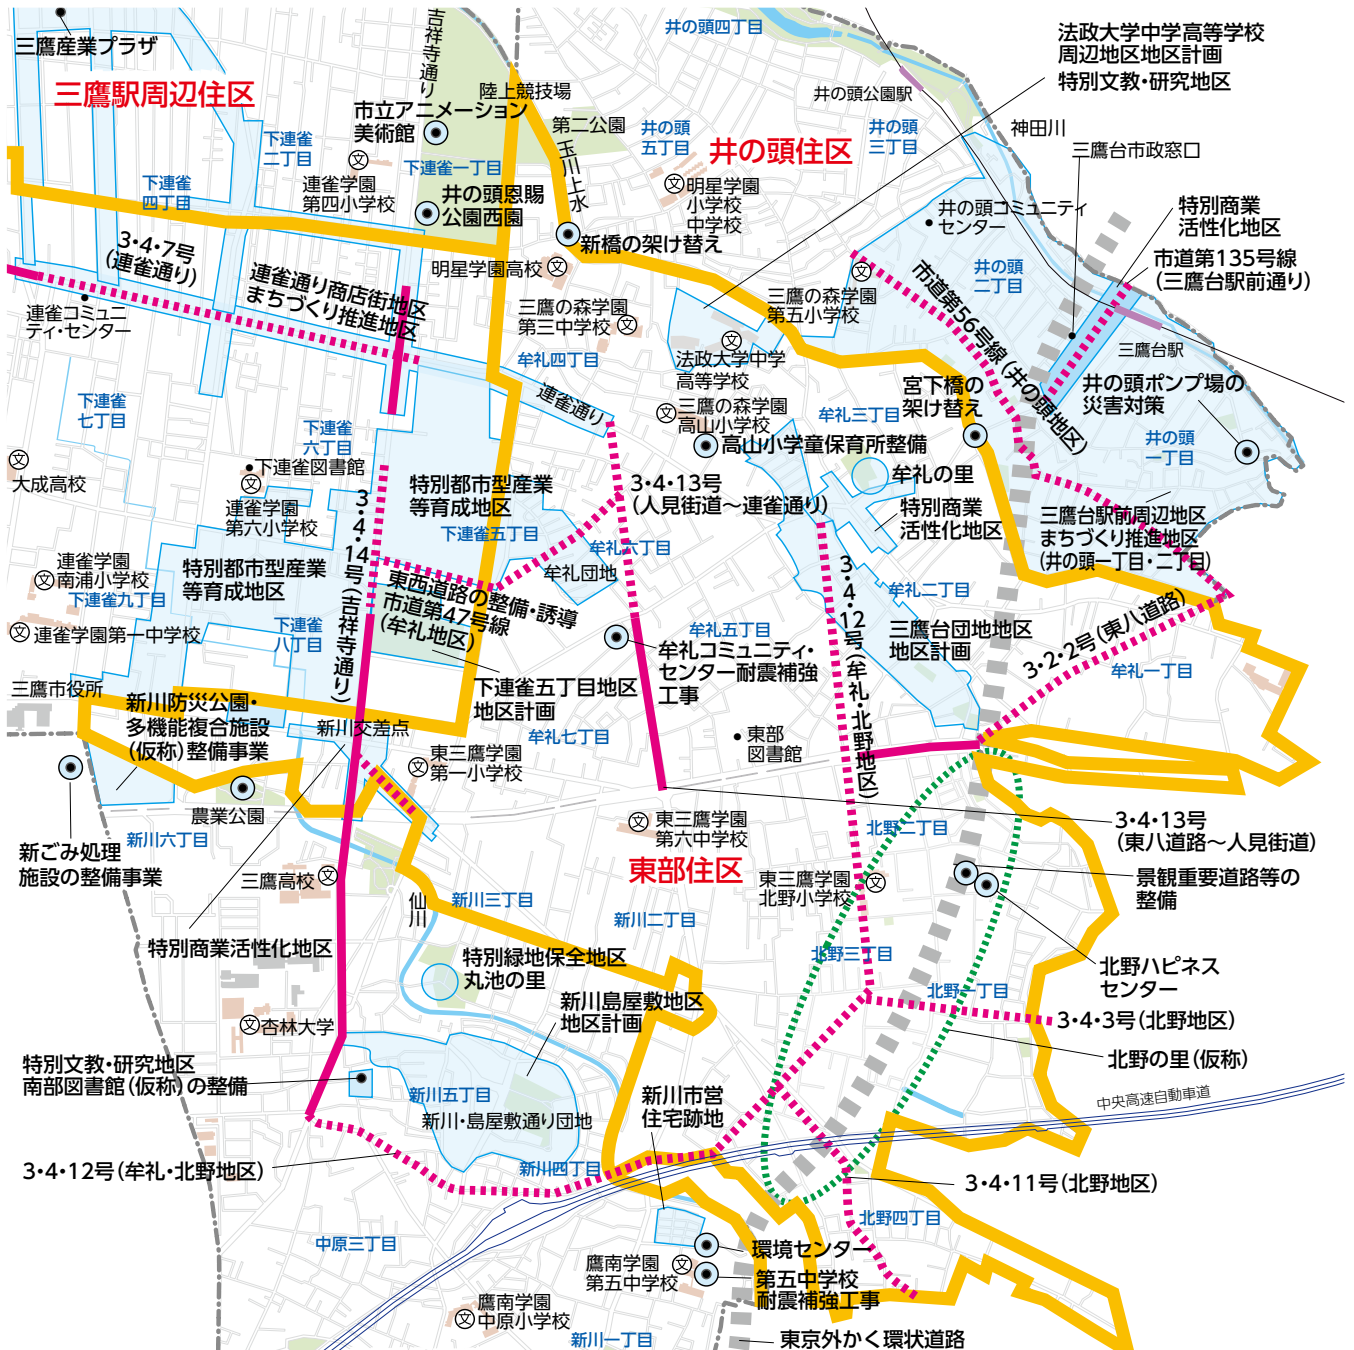 三鷹産業プラザ
三鷹駅周辺住区
吉祥寺通り
陸上競技場
市立アニメーション
美術館
第二公園
玉川上水
井の頭四丁目
法政大学中学高等学校
周辺地区地区計画
特別文教・研究地区
井の頭公園駅
神田川
三鷹台市政窓口
井の頭
五丁目
井の頭住区
井の頭
三丁目
下連雀
二丁目
下連雀一丁目
連雀学園
第四小学校
下連雀
四丁目
井の頭恩賜
公園西園
明星学園
小学校
中学校
新橋の架け替え
井の頭コミュニティ
センター
特別商業
活性化地区
市道第135号線
(三鷹台駅前通り)
井の頭
二丁目
3・4・7号
(連雀通り)
連雀通り商店街地区
まちづくり推進地区
明星学園高校
連雀コミュニ
ティ・センター
三鷹の森学園
第三中学校
三鷹の森学園
第五小学校
市道第56号線(井の頭地区)
法政大学中学
高等学校
三鷹台駅
牟礼四丁目
連雀通り
井の頭ポンプ場の
災害対策
宮下橋の
架け替え
三鷹の森学園
高山小学校
牟礼三丁目
高山小学童保育所整備
井の頭
一丁目
下連雀
七丁目
下連雀
六丁目
下連雀図書館
大成高校
連雀学園
第六小学校
3・4・14号(吉祥寺通り)
特別都市型産業
等育成地区
下連雀五丁目
3・4・13号
(人見街道〜連雀通り)
牟礼の里
特別商業
活性化地区
三鷹台駅前周辺地区
まちづくり推進地区
(井の頭一丁目・二丁目)
牟礼六丁目
牟礼団地
連雀学園
南浦小学校
下連雀九丁目
特別都市型産業
等育成地区
連雀学園第一中学校
下連雀
八丁目
東西道路の整備・誘導
市道第47号線
(牟礼地区)
3・4・12号(牟礼・北野地区)
牟礼二丁目
三鷹台団地地区
地区計画
3・2・2号(東八道路)
牟礼一丁目
牟礼五丁目
牟礼コミュニティ・
センター耐震補強
工事
下連雀五丁目地区
地区計画
三鷹市役所
新川防災公園・
多機能複合施設
(仮称)整備事業
新川交差点
牟礼七丁目
東部
図書館
東三鷹学園
第一小学校
農業公園
新川六丁目
新ごみ処理
施設の整備事業
三鷹高校
仙川
東三鷹学園
第六中学校
東部住区
北野二丁目
3・4・13号
(東八道路〜人見街道)
景観重要道路等の
整備
東三鷹学園
北野小学校
新川三丁目
新川二丁目
特別商業活性化地区
特別緑地保全地区
丸池の里
北野三丁目
北野ハピネス
センター
北野一丁目
新川島屋敷地区
地区計画
杏林大学
3・4・3号(北野地区)
北野の里(仮称)
特別文教・研究地区
南部図書館(仮称)の整備
新川五丁目
新川・島屋敷通り団地
新川市営
住宅跡地
中央高速自動車道
3・4・12号(牟礼・北野地区)
新川四丁目
3・4・11号(北野地区)
北野四丁目
中原三丁目
環境センター
鷹南学園
第五中学校
第五中学校
耐震補強工事
鷹南学園
中原小学校
新川一丁目
東京外かく環状道路